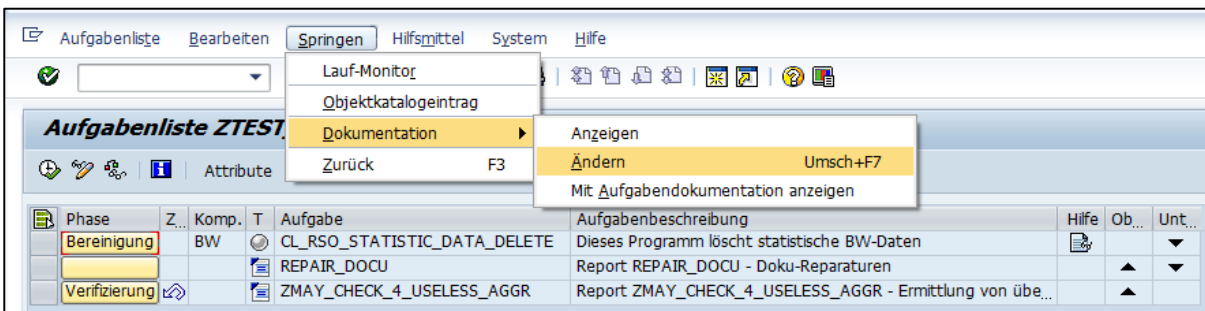 Aufgabenliste Bearbeiten Springen Hilfsmittel System Hilfe
Lauf-Monitor
Objektkatalogeintrag
Aufgabenliste ZTEST
Dokumentation Anzeigen
Zurück F3 Ändern Umsch+F7
Attribute
Mit Aufgabendokumentation anzeigen
Phase Z... Komp. T Aufgabe Aufgabenbeschreibung Hilfe Ob... Unt...
Bereinigung BW CL_RSO_STATISTIC_DATA_DELETE Dieses Programm löscht statistische BW-Daten
REPAIR_DOCU Report REPAIR_DOCU - Doku-Reparaturen
Verifizierung ZMAY_CHECK_4_USELESS_AGGR Report ZMAY_CHECK_4_USELESS_AGGR - Ermittlung von übe...